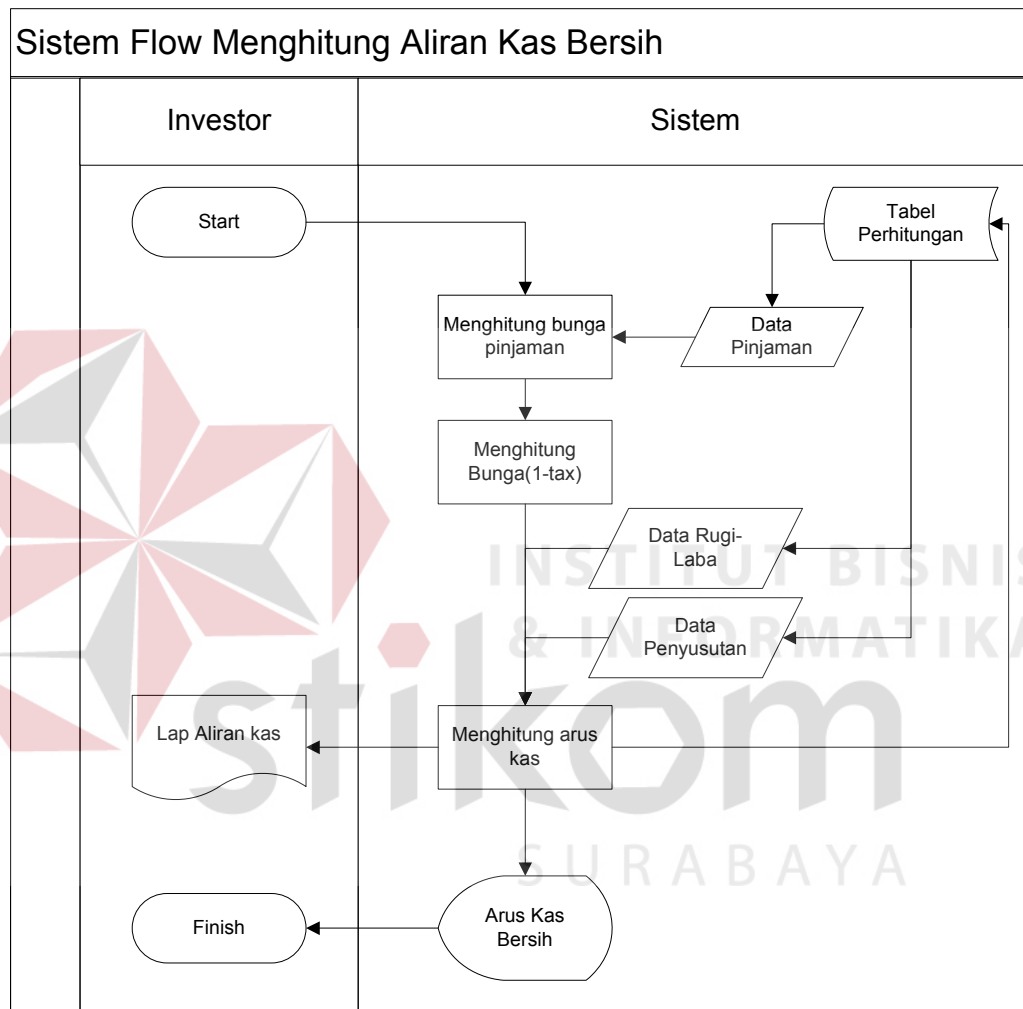 Sistem Flow Menghitung Aliran Kas Bersih
Investor
Sistem
Start
Tabel
Perhitungan
Menghitung bunga
pinjaman
Data
Pinjaman
Menghitung
Bunga(1-tax)
Data Rugi-
Laba
INSTITUT BISNIS
Data
Penyusutan
& INFORMATIKA
stikom
Lap Aliran kas
Menghitung arus
kas
SURABAYA
Finish
Arus Kas
Bersih